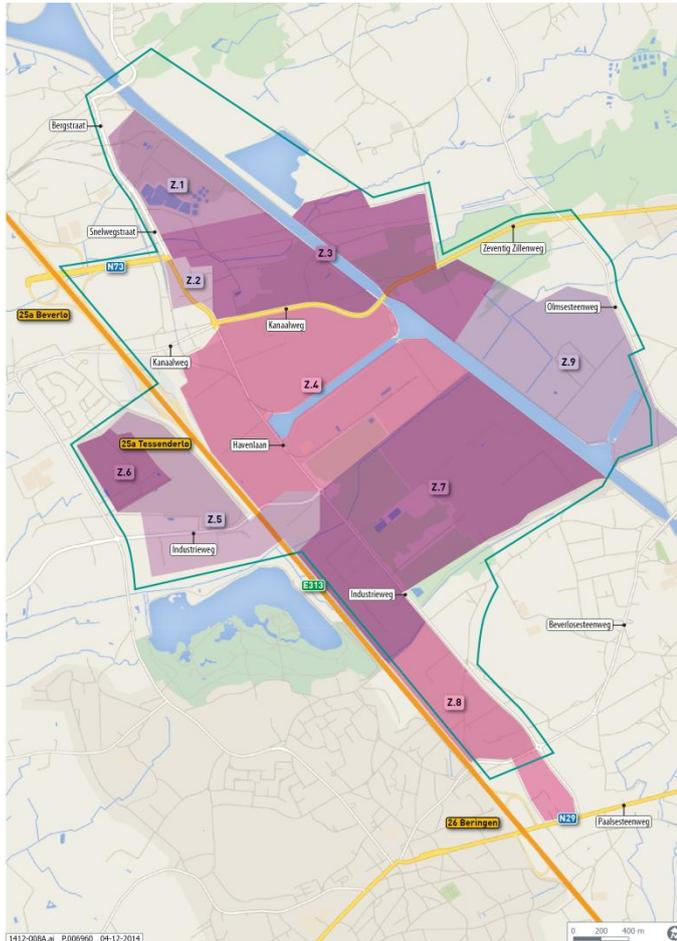 Bergstraat
Z.1
Snelwegstraat
Z.3
Zeventig Zillenweg
N73
Z.2
Olmsesteenweg
25a Beverlo
Kanaalweg
Kanaalweg
Z.9
Z.4
25a Tessenderlo
Havenlaan
Z.6
Z.7
Z.5
Industrieweg
E313
Industrieweg
Beverlosesteenweg
Z.8
26 Beringen
N29
Paalsesteenweg
0 200 400 m
1412-008A.ai P.006960 04-12-2014